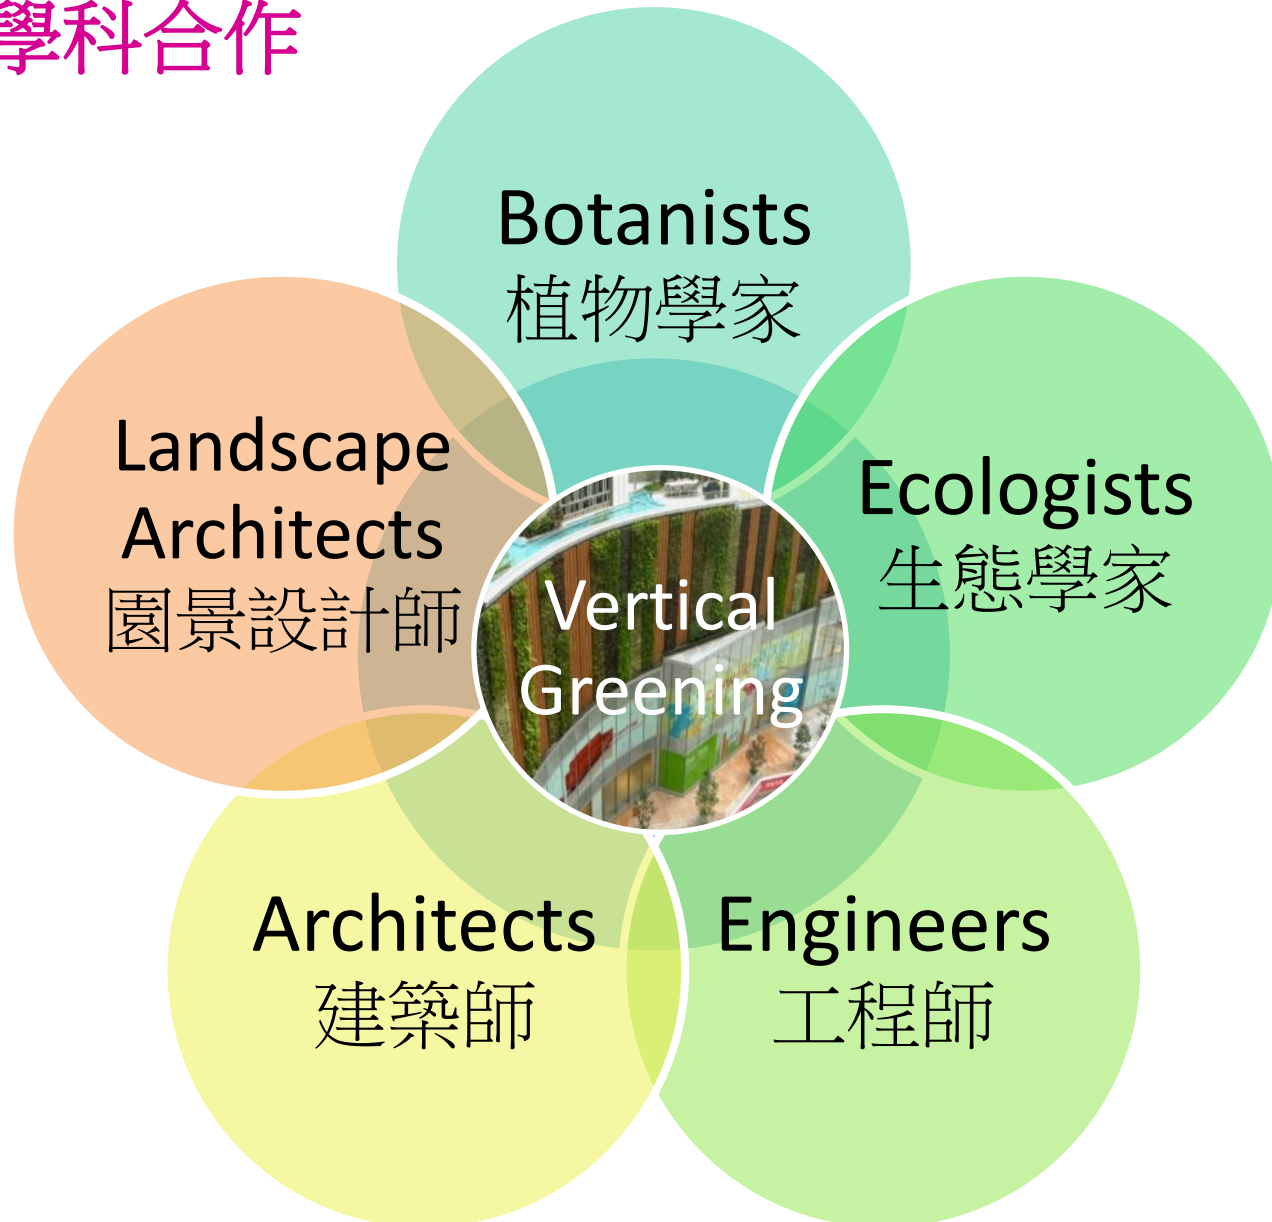 學科合作
Botanists
植物學家
Landscape
Architects
園景設計師
Ecologists
生態學家
Vertical
Greening
Architects
建築師
Engineers
工程師